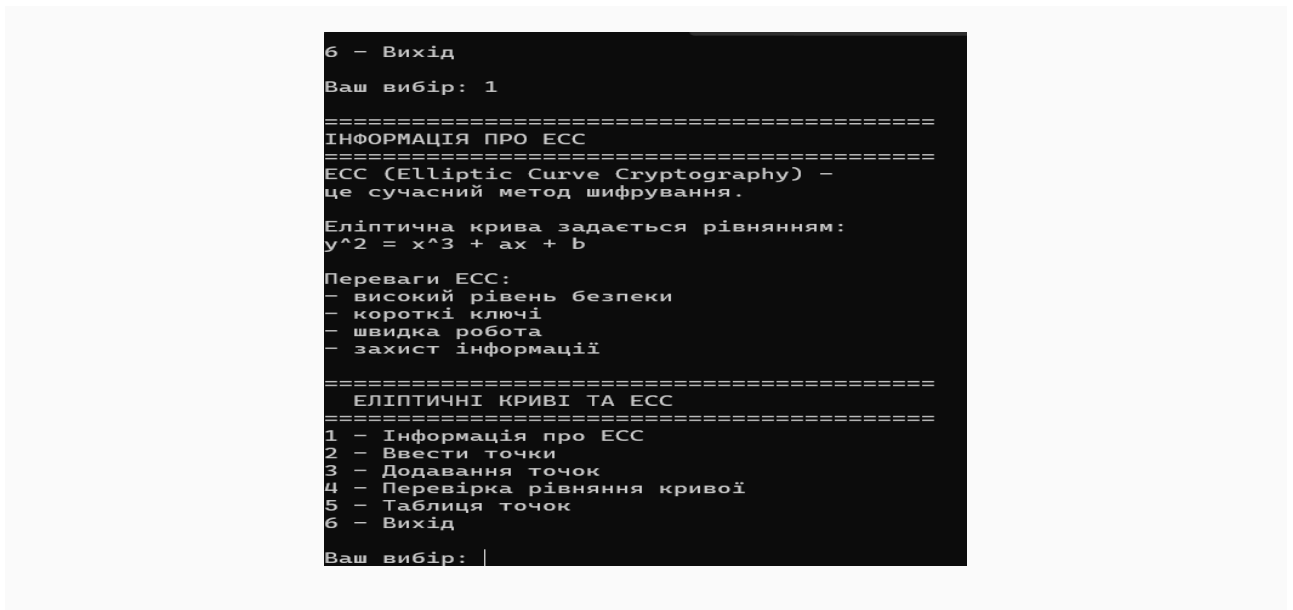 6 – Вихід
Ваш вибір: 1
==========================================
ІНФОРМАЦІЯ ПРО ECC
==========================================
ECC (Elliptic Curve Cryptography) –
це сучасний метод шифрування.
Еліптична крива задається рівнянням:
y^2 = x^3 + ax + b
Переваги ECC:
– високий рівень безпеки
– короткі ключі
– швидка робота
– захист інформації
==========================================
ЕЛІПТИЧНІ КРИВІ ТА ECC
==========================================
1 – Інформація про ECC
2 – Ввести точки
3 – Додавання точок
4 – Перевірка рівняння кривої
5 – Таблиця точок
6 – Вихід
Ваш вибір: